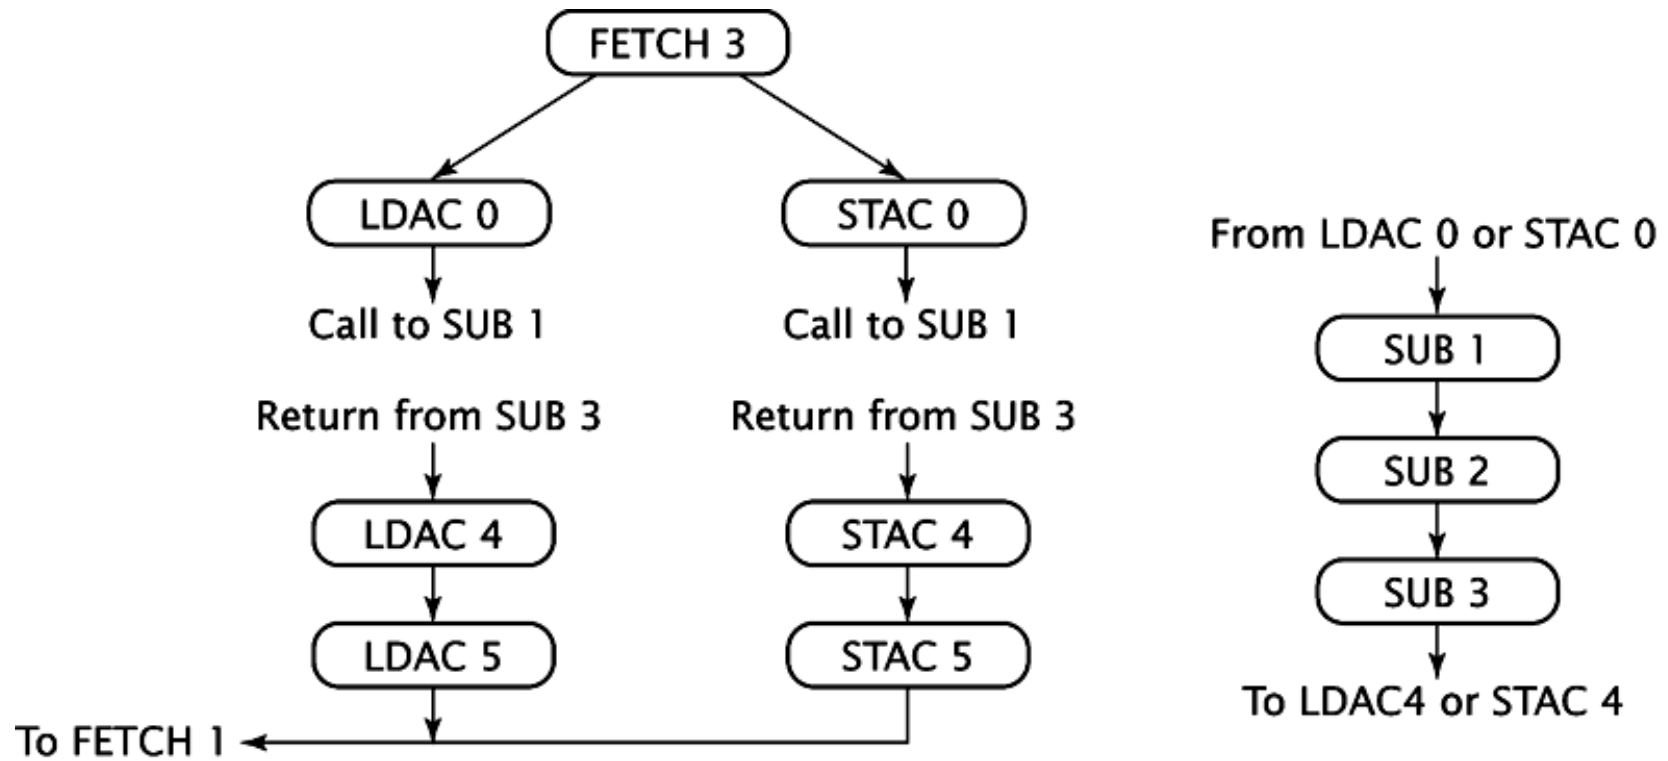 FETCH 3
LDAC 0
STAC 0
Call to SUB 1
Call to SUB 1
Return from SUB 3
Return from SUB 3
LDAC 4
STAC 4
LDAC 5
STAC 5
To FETCH 1
From LDAC 0 or STAC 0
SUB 1
SUB 2
SUB 3
To LDAC4 or STAC 4